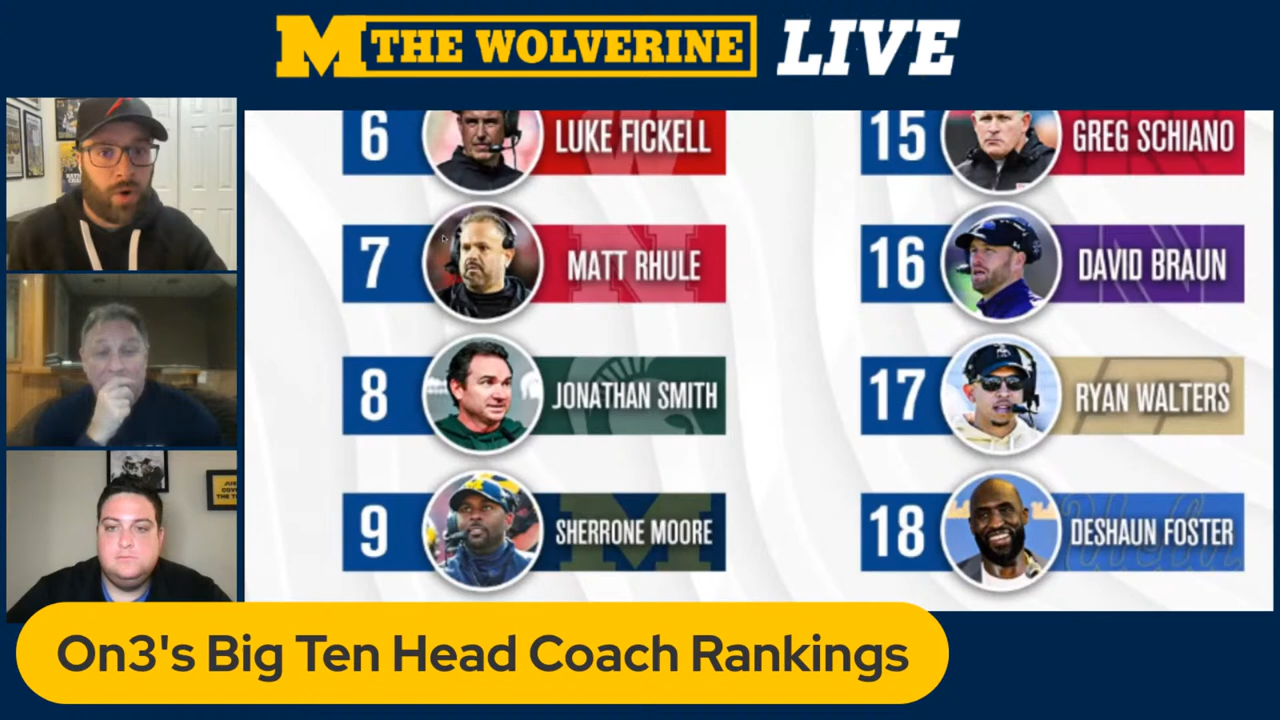 M THE WOLVERINE LIVE
6 LUKE FICKELL
7 MATT RHULE
8 JONATHAN SMITH
9 SHERRONE MOORE
15 GREG SCHIANO
16 DAVID BRAUN
17 RYAN WALTERS
18 DESHAUN FOSTER
On3's Big Ten Head Coach Rankings